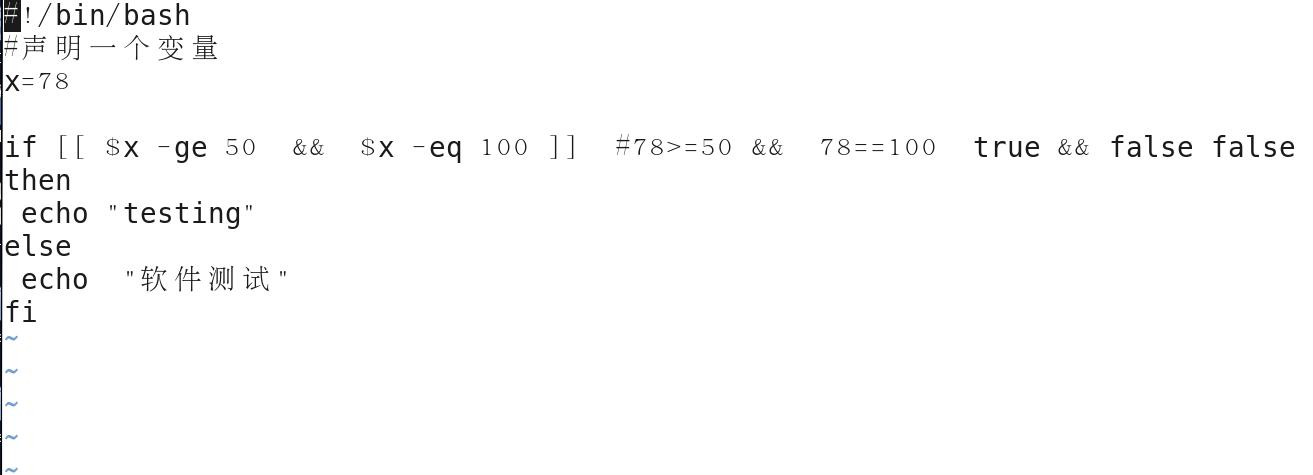 #!/bin/bash
#声明一个变量
x=78
if [[ $x -ge 50  &&  $x -eq 100 ]]  #78>=50 &&  78==100  true && false false
then
 echo "testing"
else
 echo  "软件测试"
fi
~
~
~
~
~